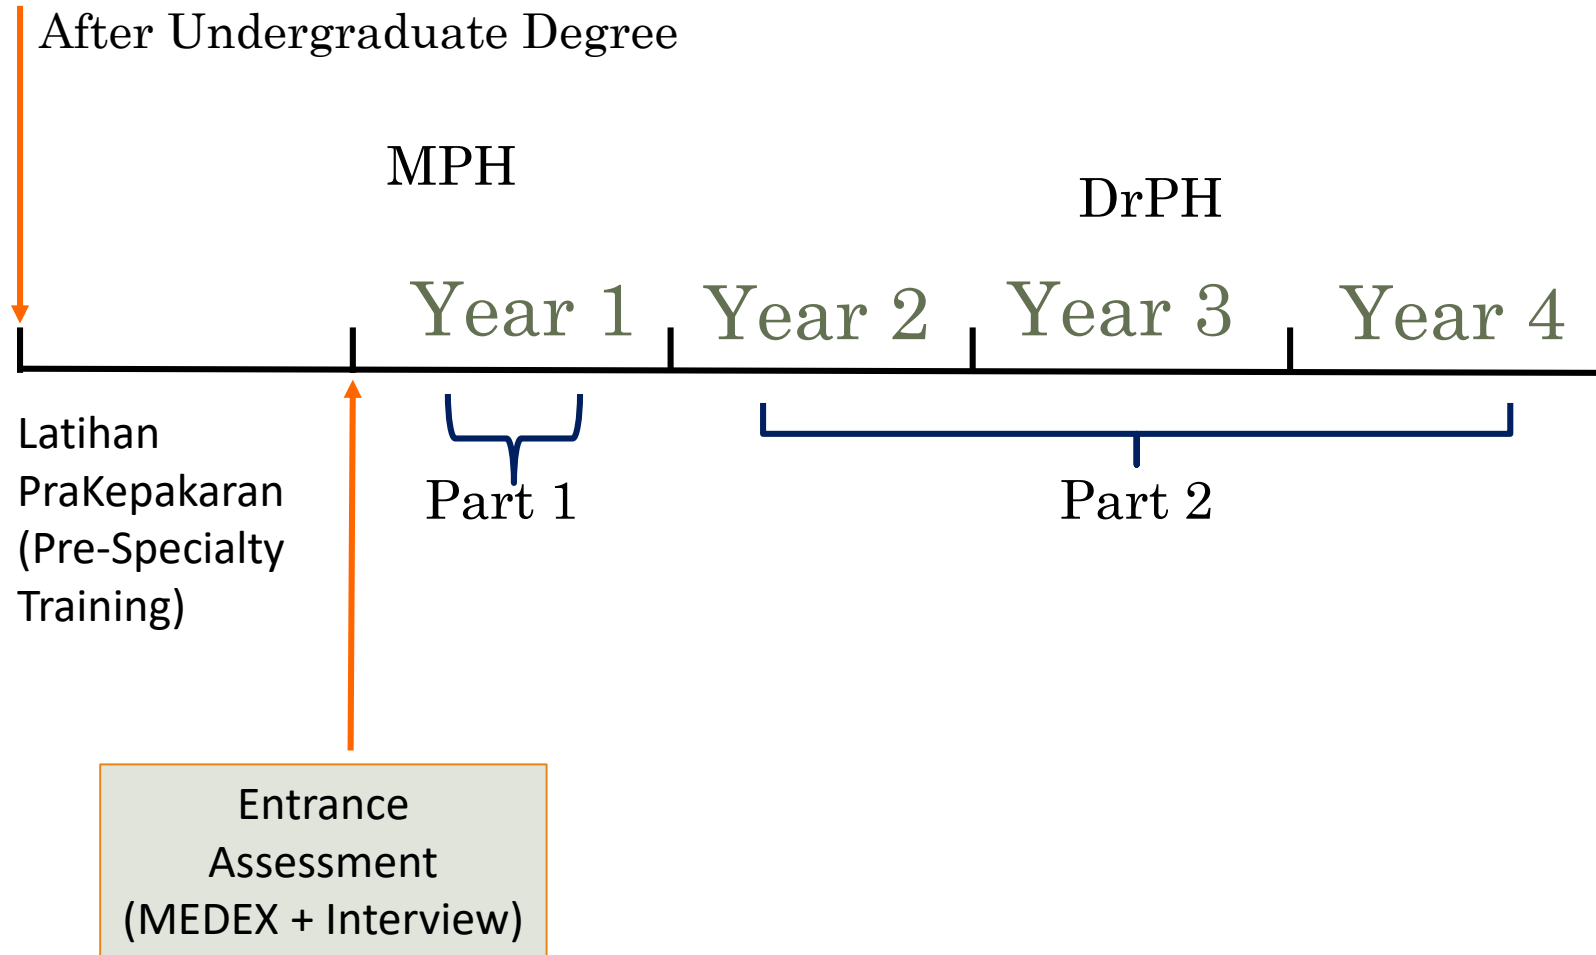 After Undergraduate Degree
MPH
DrPH
Year 1
Year 2
Year 3
Year 4
Latihan
PraKepakaran
(Pre-Specialty
Training)
Part 1
Part 2
Entrance
Assessment
(MEDEX + Interview)